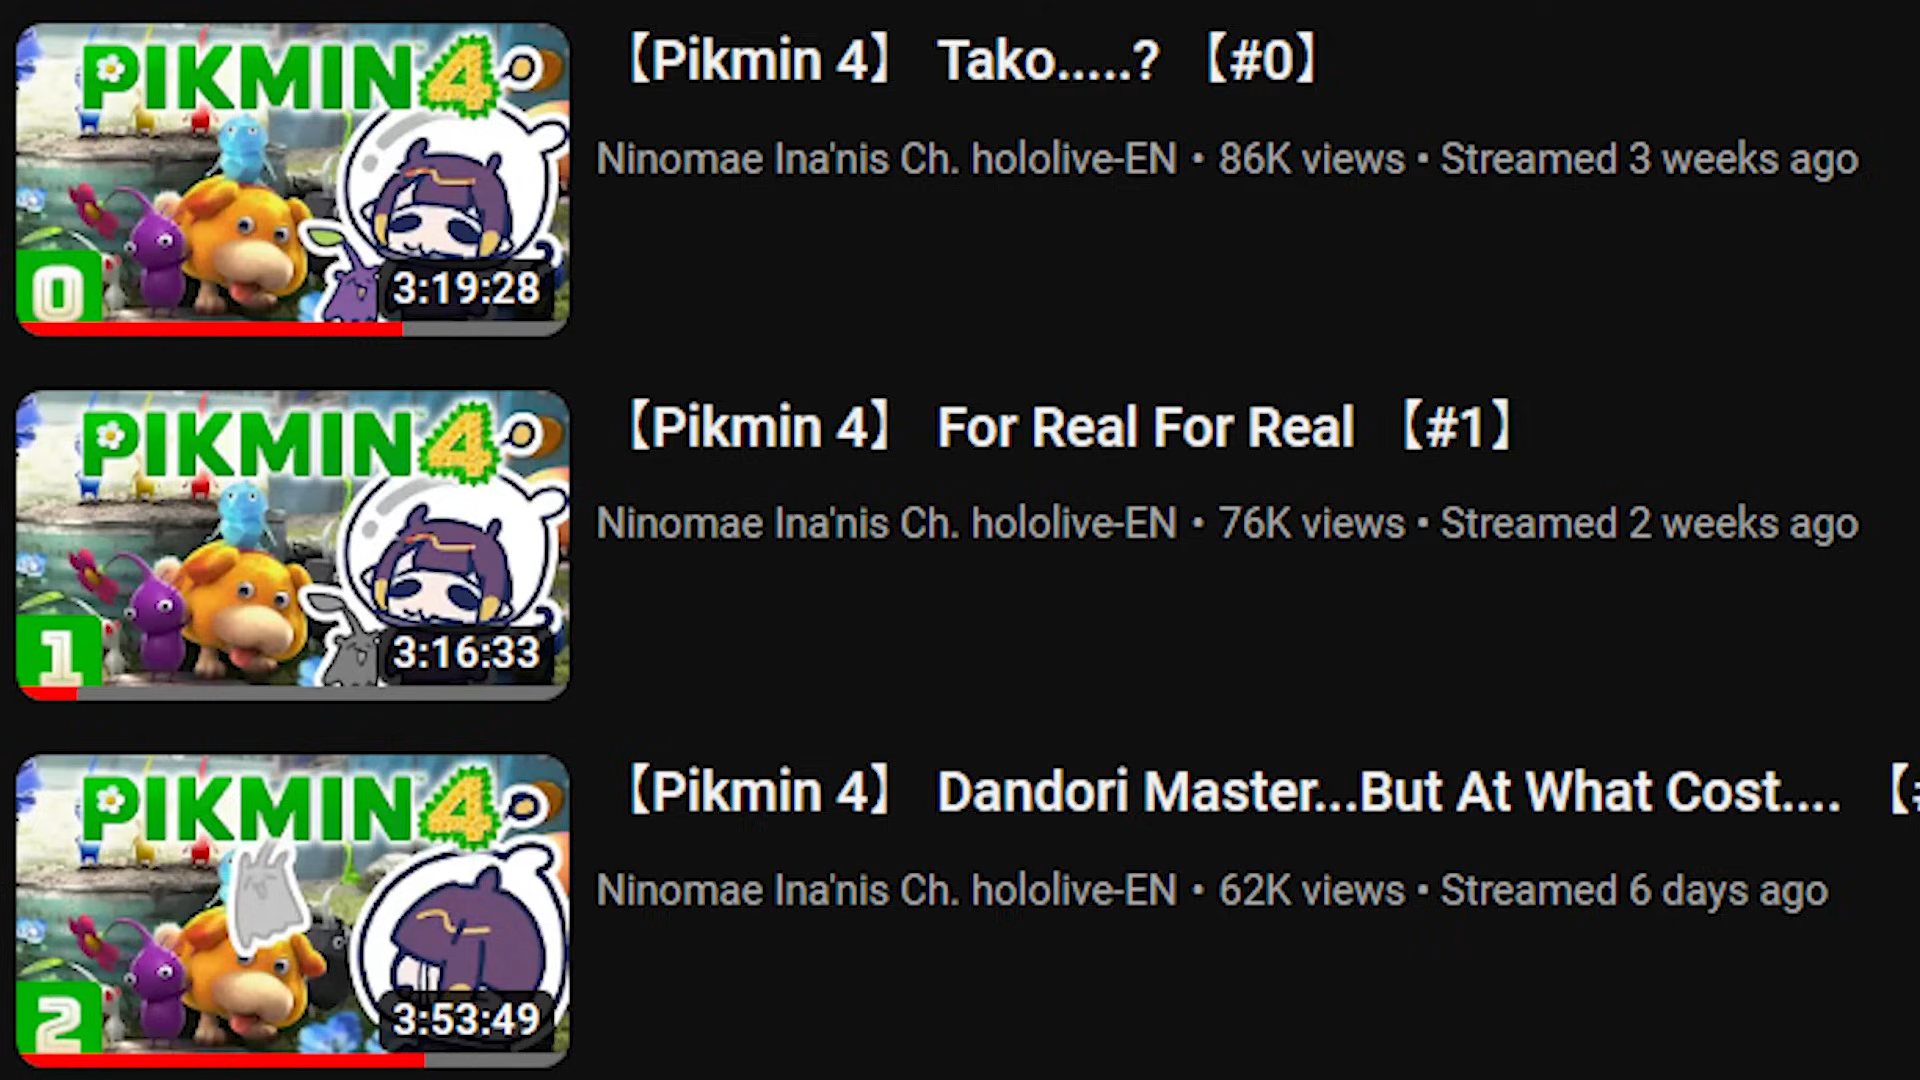 PIKMIN 4
0
3:19:28
【Pikmin 4】 Tako.....? 【#0】
Ninomae Ina'nis Ch. hololive-EN • 86K views • Streamed 3 weeks ago
PIKMIN 4
1
3:16:33
【Pikmin 4】 For Real For Real 【#1】
Ninomae Ina'nis Ch. hololive-EN • 76K views • Streamed 2 weeks ago
PIKMIN 4
2
3:53:49
【Pikmin 4】 Dandori Master...But At What Cost.... 【#
Ninomae Ina'nis Ch. hololive-EN • 62K views • Streamed 6 days ago